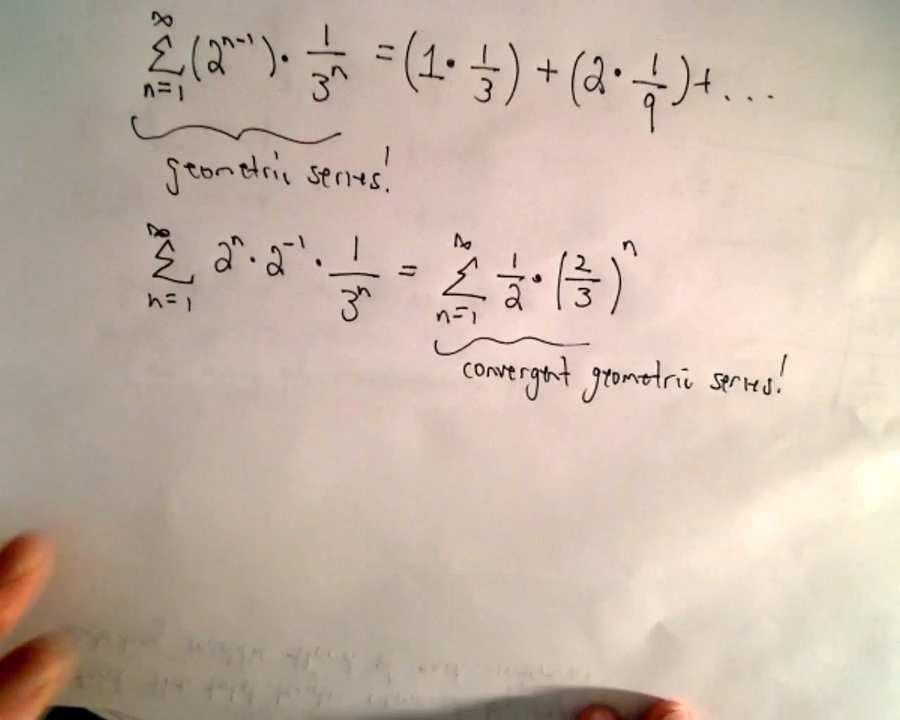 ∞∑n=1 (2^(n-1)) · 1/3^n = (1 · 1/3) + (2 · 1/9) + ...
geometric series!
∞∑n=1 2^n · 2^(-1) · 1/3^n = ∞∑n=1 1/2 · (2/3)^n
convergent geometric series!